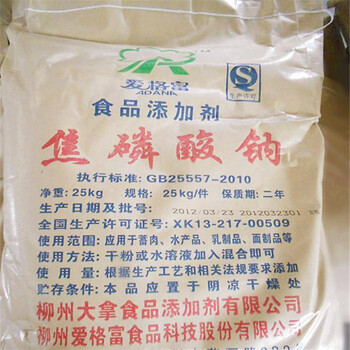 TM
爱格富
ADANA
QS
生产许可
食品添加剂
焦磷酸钠
执行标准: GB25557-2010
净重: 25kg 规格: 25kg/件 保质期: 二年
生产日期及批号: 2012/03/23 2012032301
全国生产许可证号: XK13-217-00509
使用范围: 应用于畜肉、水产品、乳制品、面制品等
使用方法: 干粉或水溶液加入混合即可
使用量: 根据生产工艺和相关法规要求添加
贮存条件: 本品应置于阴凉干燥处
柳州大拿食品添加剂有限公司
柳州爱格富食品科技股份有限公司